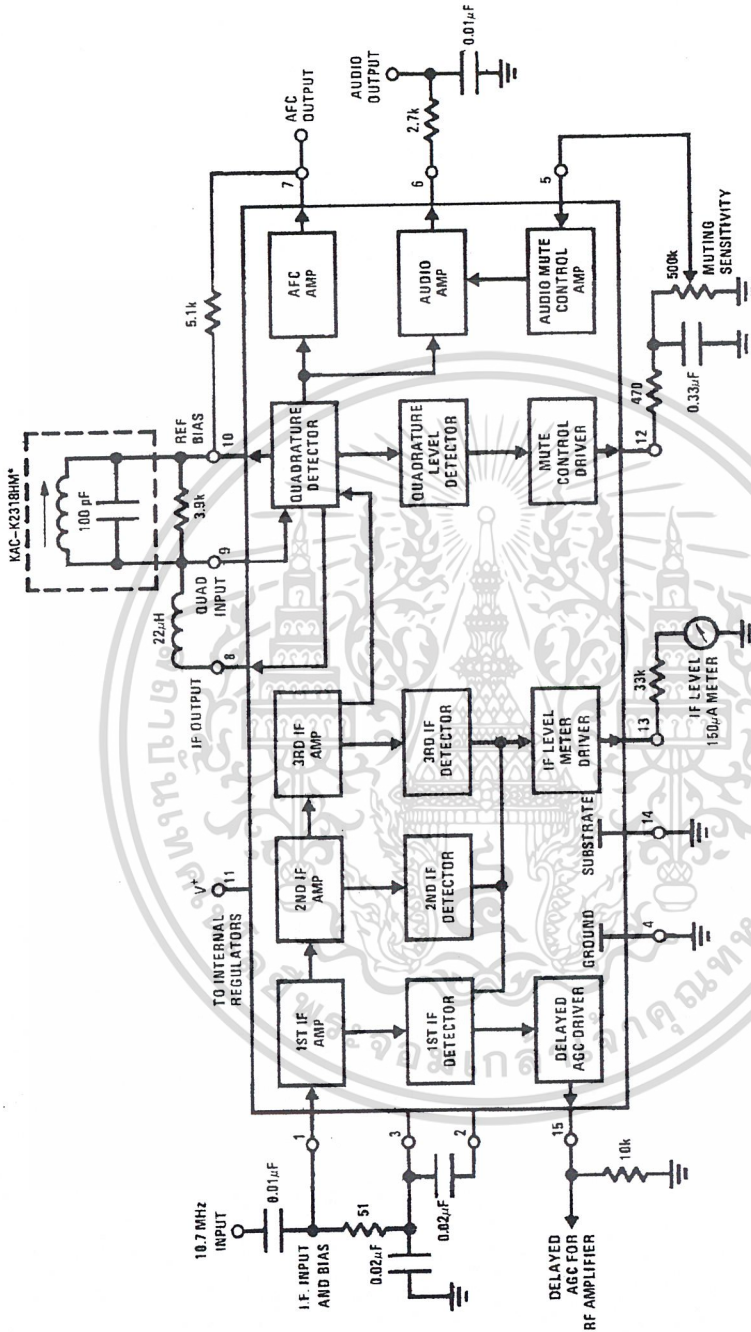 KAC-K2318HM*
100 pF
3.9k
REF
BIAS
10
5.1k
7
AFC
OUTPUT
22μH
8
IF OUTPUT
9
QUAD
INPUT
AUDIO
OUTPUT
2.7k
0.01μF
6
V+
11
TO INTERNAL
REGULATORS
10.7 MHz
INPUT
0.01μF
I.F. INPUT
AND BIAS
51
0.02μF
0.02μF
1
3
2
1ST IF
AMP
2ND IF
AMP
3RD IF
AMP
QUADRATURE
DETECTOR
AFC
AMP
1ST IF
DETECTOR
2ND IF
DETECTOR
3RD IF
DETECTOR
QUADRATURE
LEVEL
DETECTOR
AUDIO
AMP
DELAYED
AGC DRIVER
IF LEVEL
METER
DRIVER
MUTE
CONTROL
DRIVER
AUDIO MUTE
CONTROL
AMP
GROUND
SUBSTRATE
15
4
14
13
12
5
10k
DELAYED
AGC FOR
RF AMPLIFIER
33k
IF LEVEL
150μA METER
470
0.33μF
500k
MUTING
SENSITIVITY